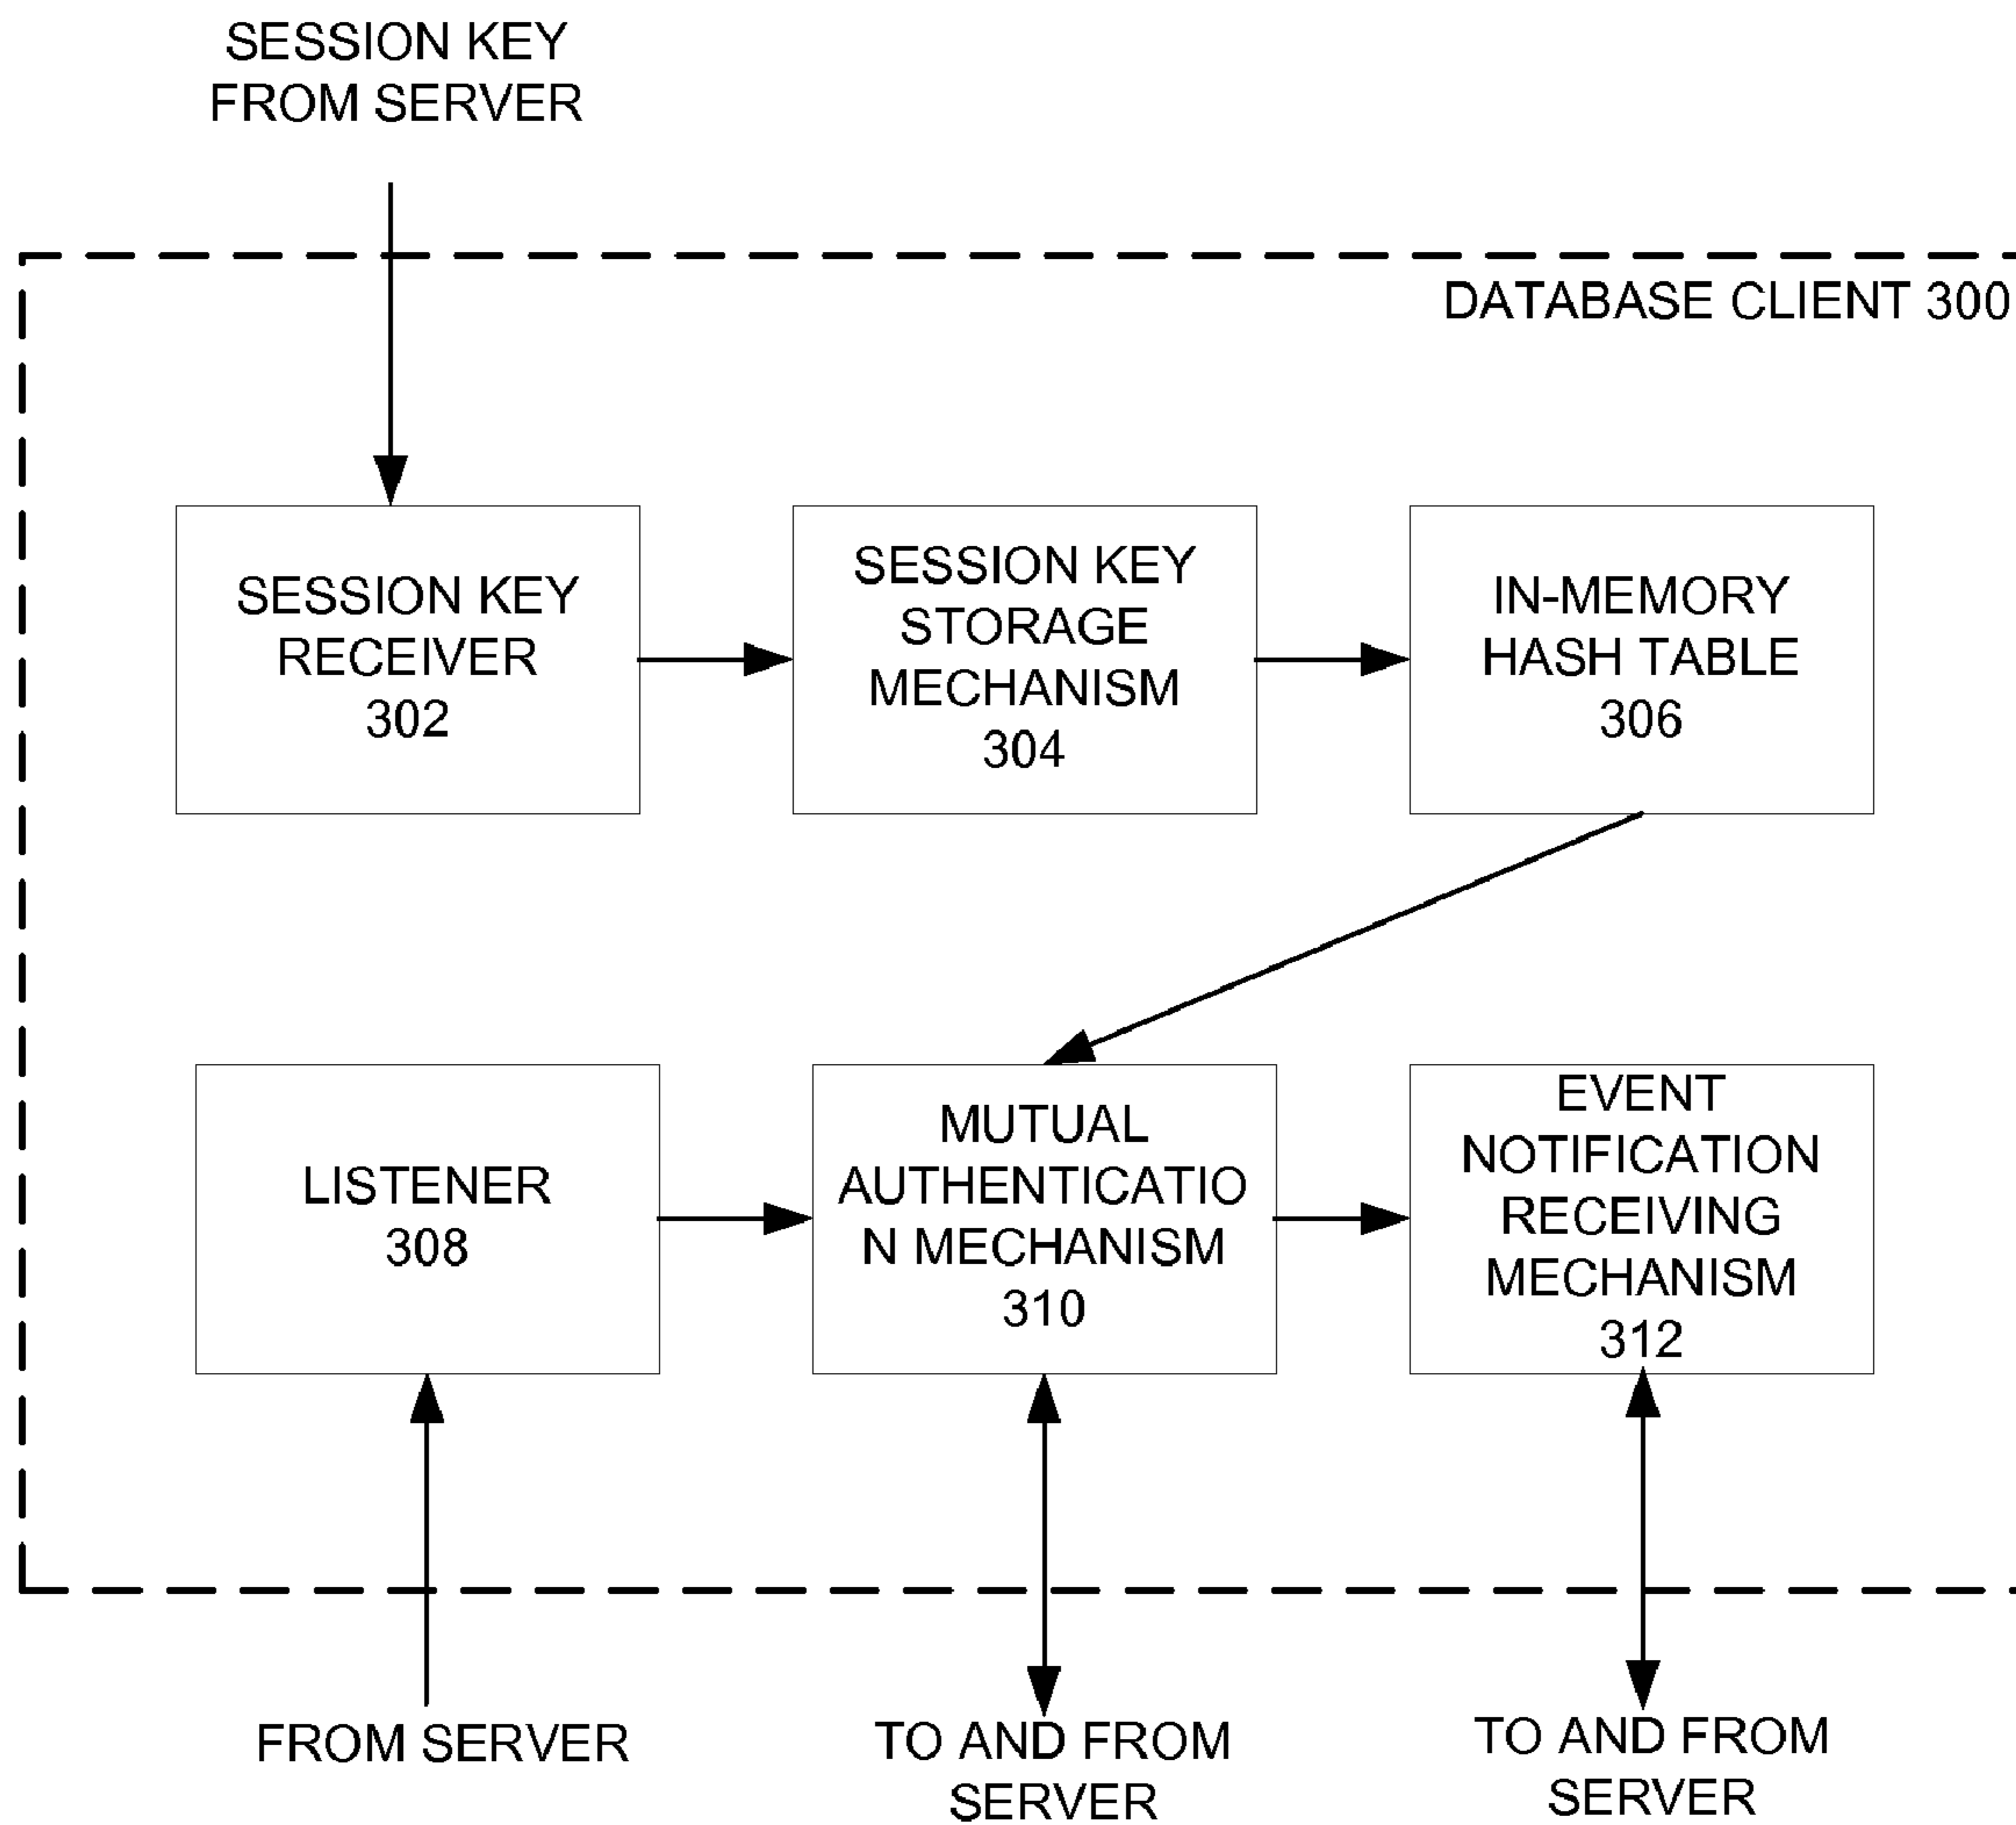 SESSION KEY
FROM SERVER
DATABASE CLIENT 300
SESSION KEY
RECEIVER
302
SESSION KEY
STORAGE
MECHANISM
304
IN-MEMORY
HASH TABLE
306
LISTENER
308
MUTUAL
AUTHENTICATIO
N MECHANISM
310
EVENT
NOTIFICATION
RECEIVING
MECHANISM
312
FROM SERVER
TO AND FROM
SERVER
TO AND FROM
SERVER